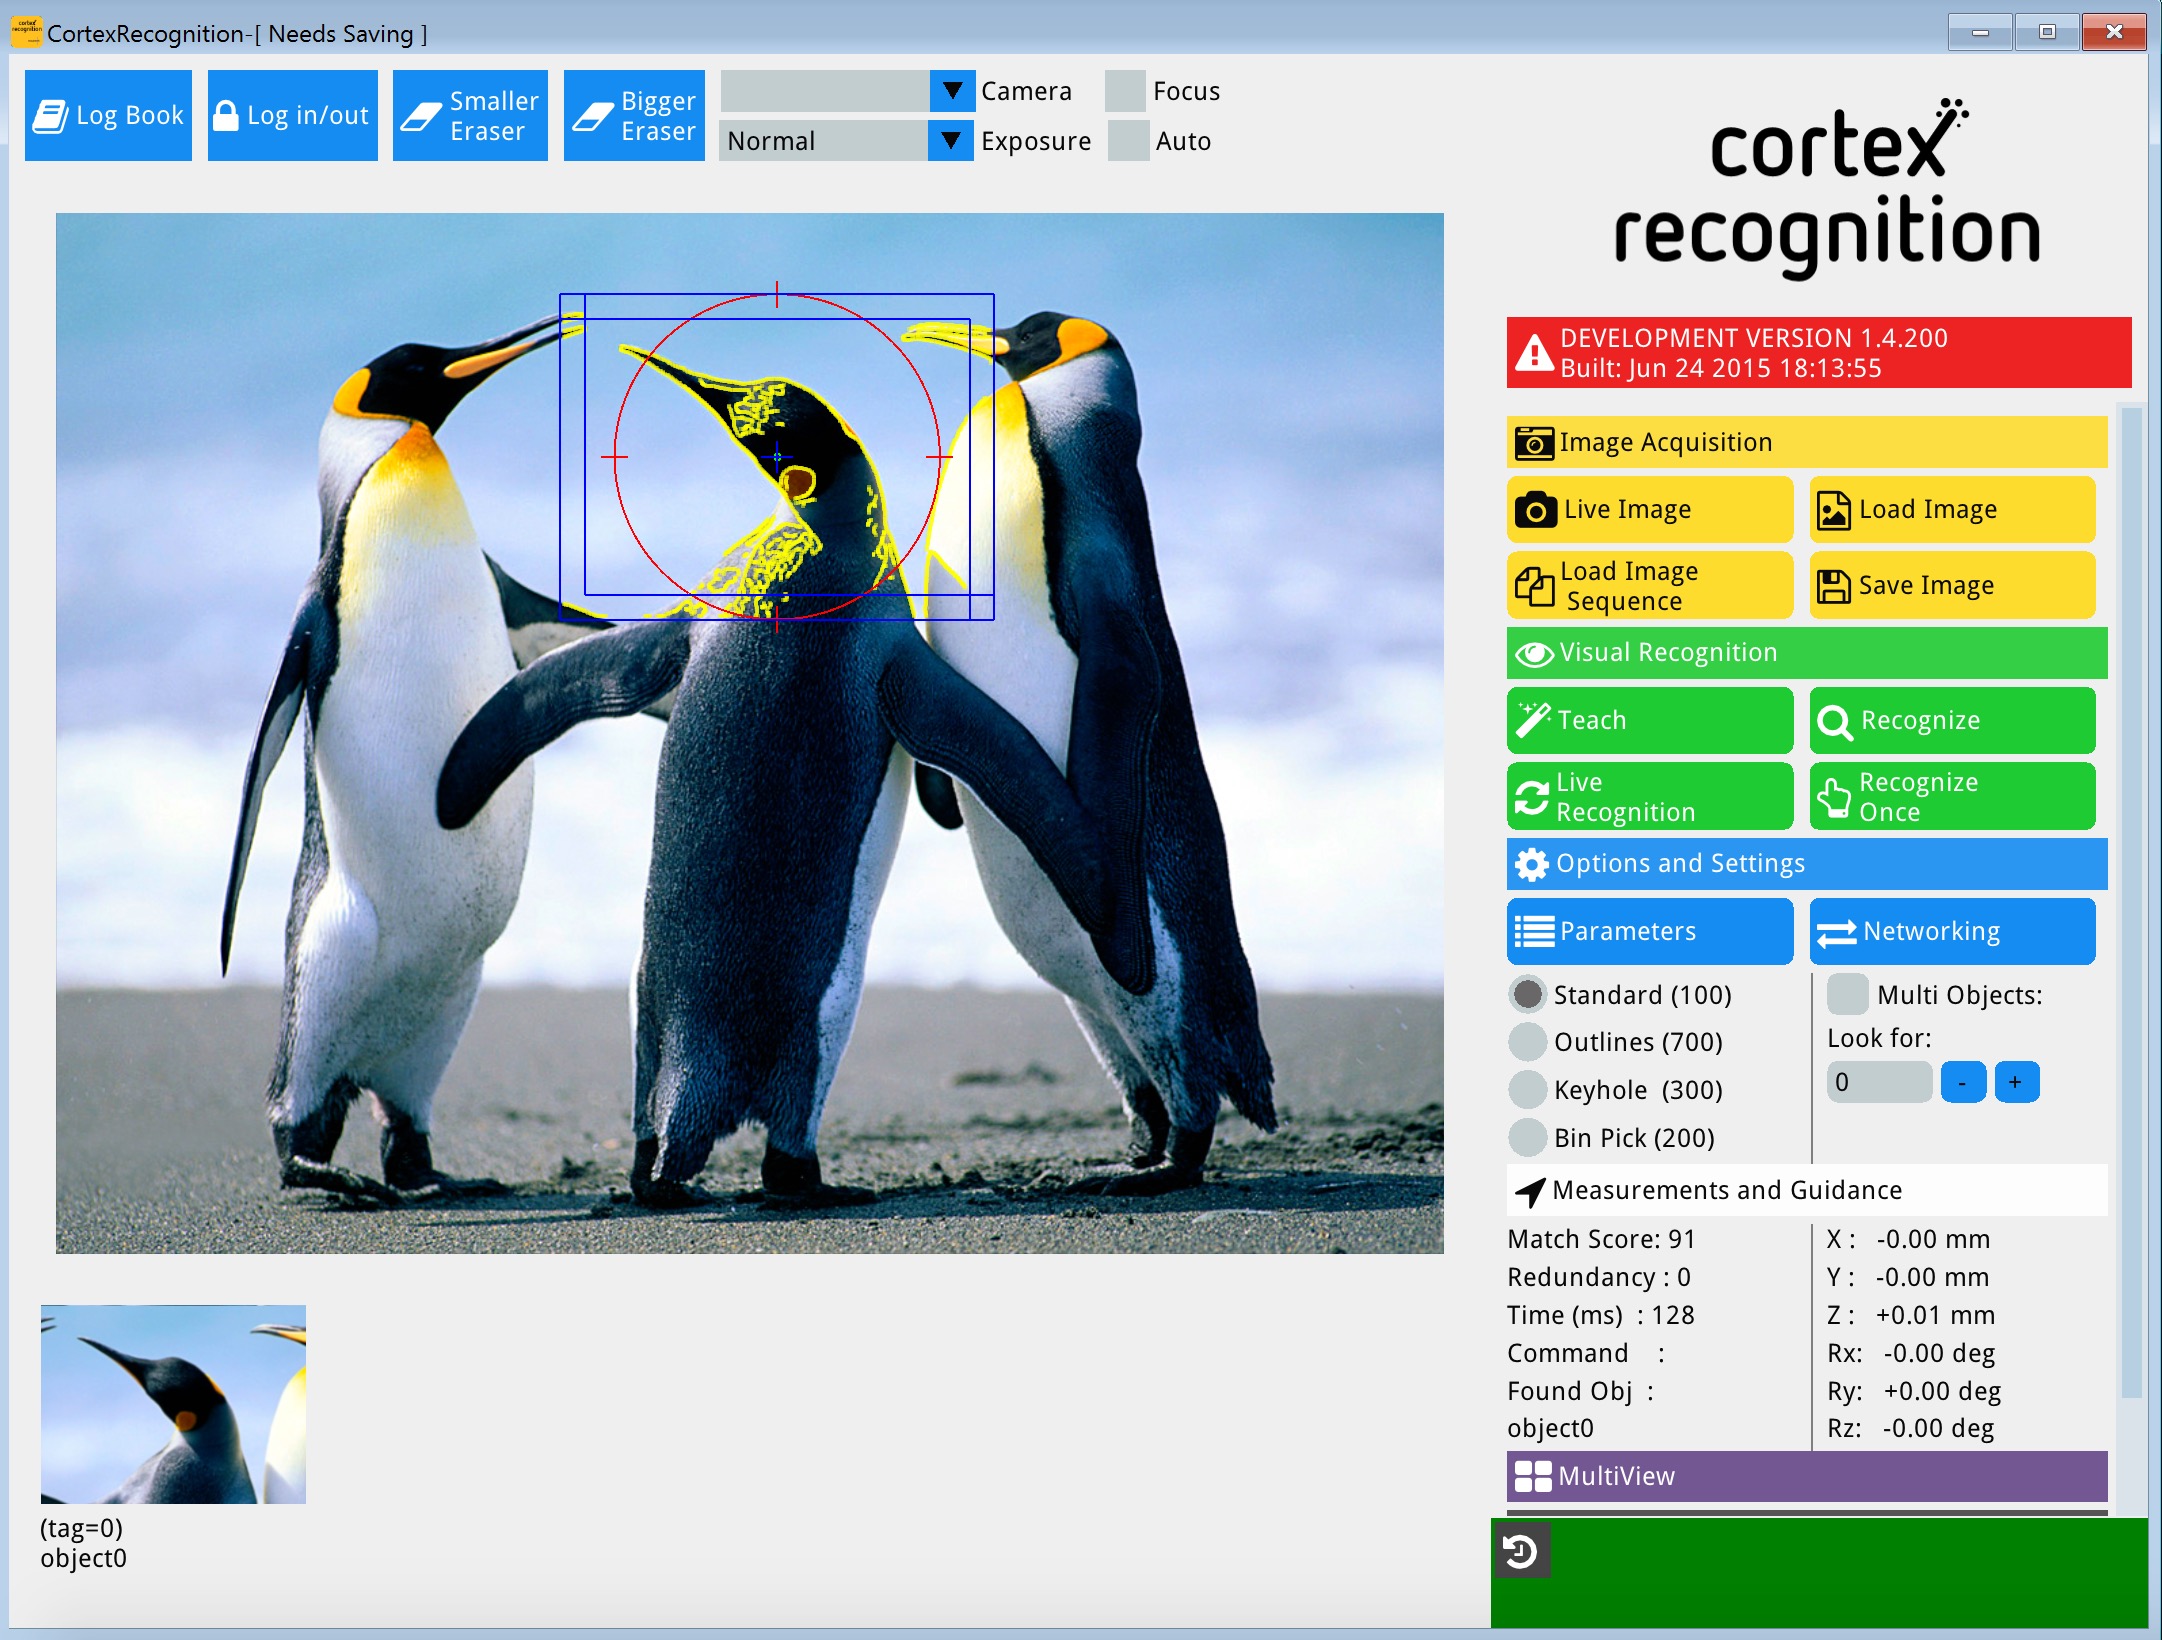 CortexRecognition-[ Needs Saving ]
Log Book
Log in/out
Smaller
Eraser
Bigger
Eraser
Camera
Focus
Normal
Exposure
Auto
cortex
recognition
DEVELOPMENT VERSION 1.4.200
Built: Jun 24 2015 18:13:55
Image Acquisition
Live Image
Load Image
Load Image
Sequence
Save Image
Visual Recognition
Teach
Recognize
Live
Recognition
Recognize
Once
Options and Settings
Parameters
Networking
Standard (100)
Outlines (700)
Keyhole (300)
Bin Pick (200)
Multi Objects:
Look for:
0
-
+
Measurements and Guidance
Match Score: 91
Redundancy : 0
Time (ms) : 128
Command :
Found Obj :
object0
X : -0.00 mm
Y : -0.00 mm
Z : +0.01 mm
Rx: -0.00 deg
Ry: +0.00 deg
Rz: -0.00 deg
MultiView
(tag=0)
object0